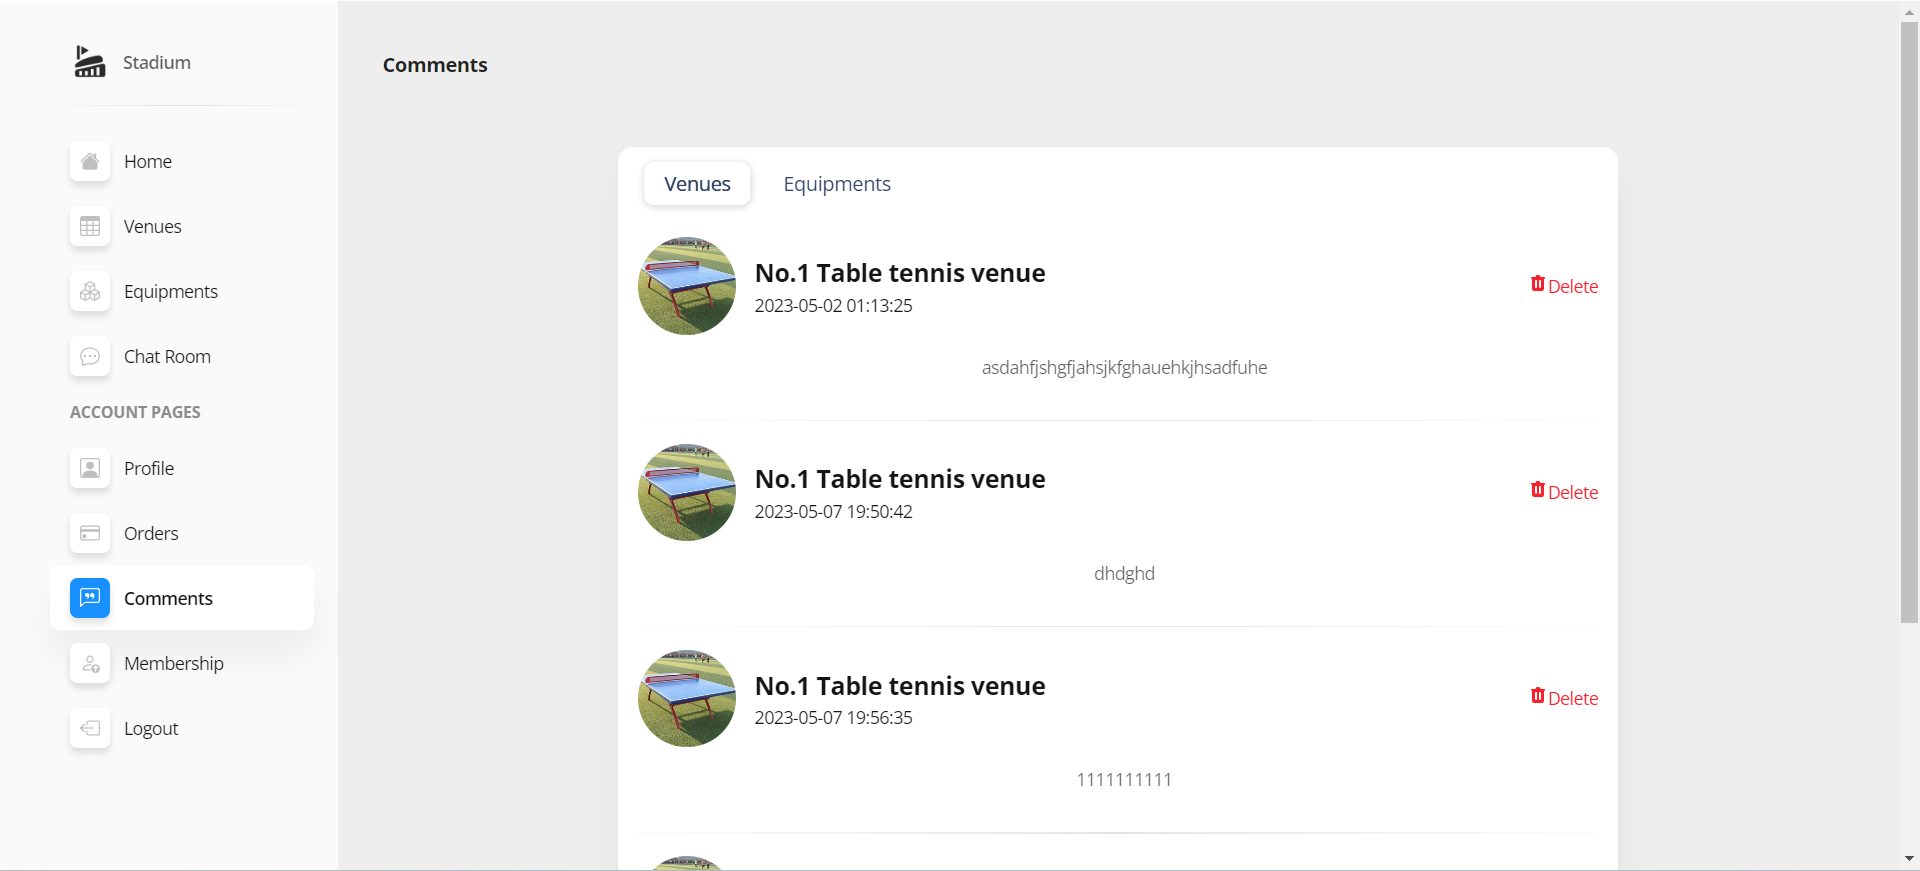 Stadium
Home
Venues
Equipments
Chat Room
ACCOUNT PAGES
Profile
Orders
Comments
Membership
Logout
Comments
Venues Equipments
No.1 Table tennis venue
2023-05-02 01:13:25
Delete
asdahfjshgfjahsjkfghauehkjhsadfuhe
No.1 Table tennis venue
2023-05-07 19:50:42
Delete
dhdghd
No.1 Table tennis venue
2023-05-07 19:56:35
Delete
1111111111